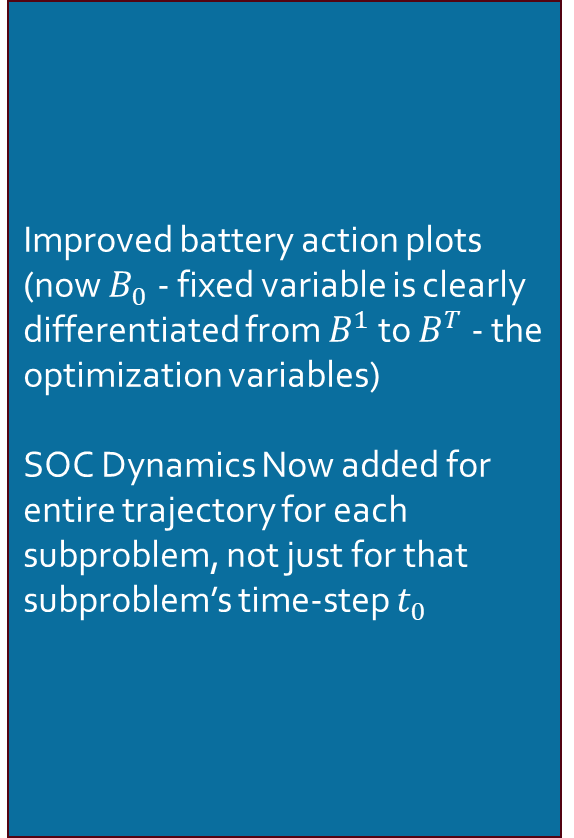 Improved battery action plots
(now $B_0$ - fixed variable is clearly
differentiated from $B^1$ to $B^T$ - the
optimization variables)
SOC Dynamics Now added for
entire trajectory for each
subproblem, not just for that
subproblem’s time-step $t_0$